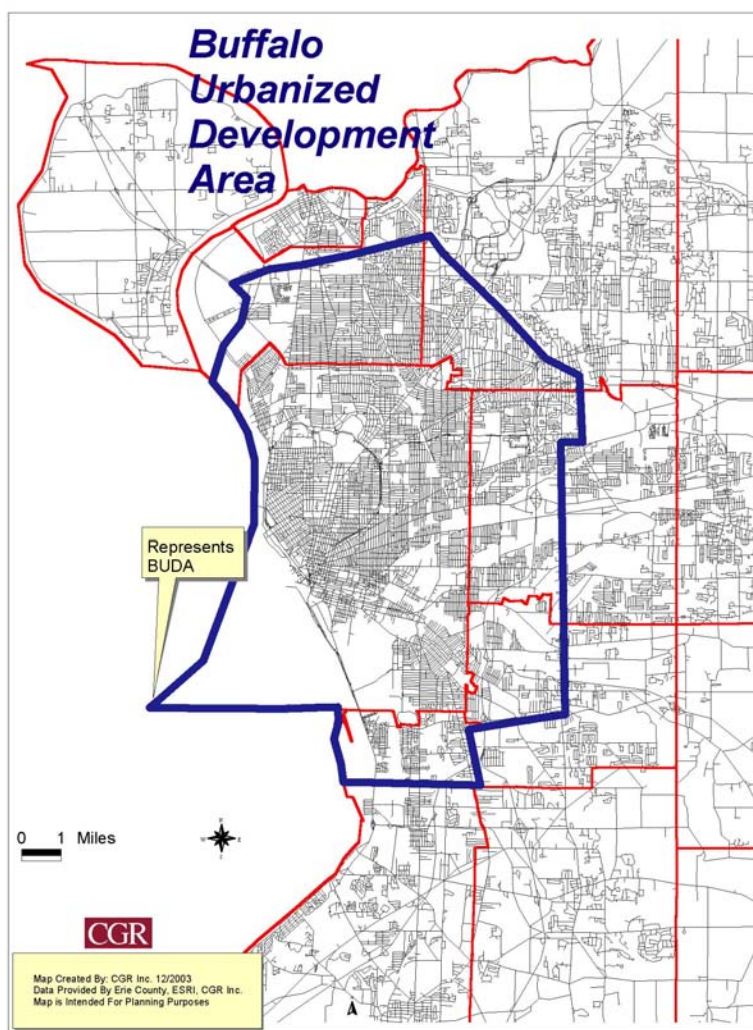 Buffalo
Urbanized
Development
Area
Represents
BUDA
0 1 Miles
N
W E
CGR
Map Created By: CGR Inc. 12/2003
Data Provided By Erie County, ESRI, CGR Inc.
Map is Intended For Planning Purposes
A